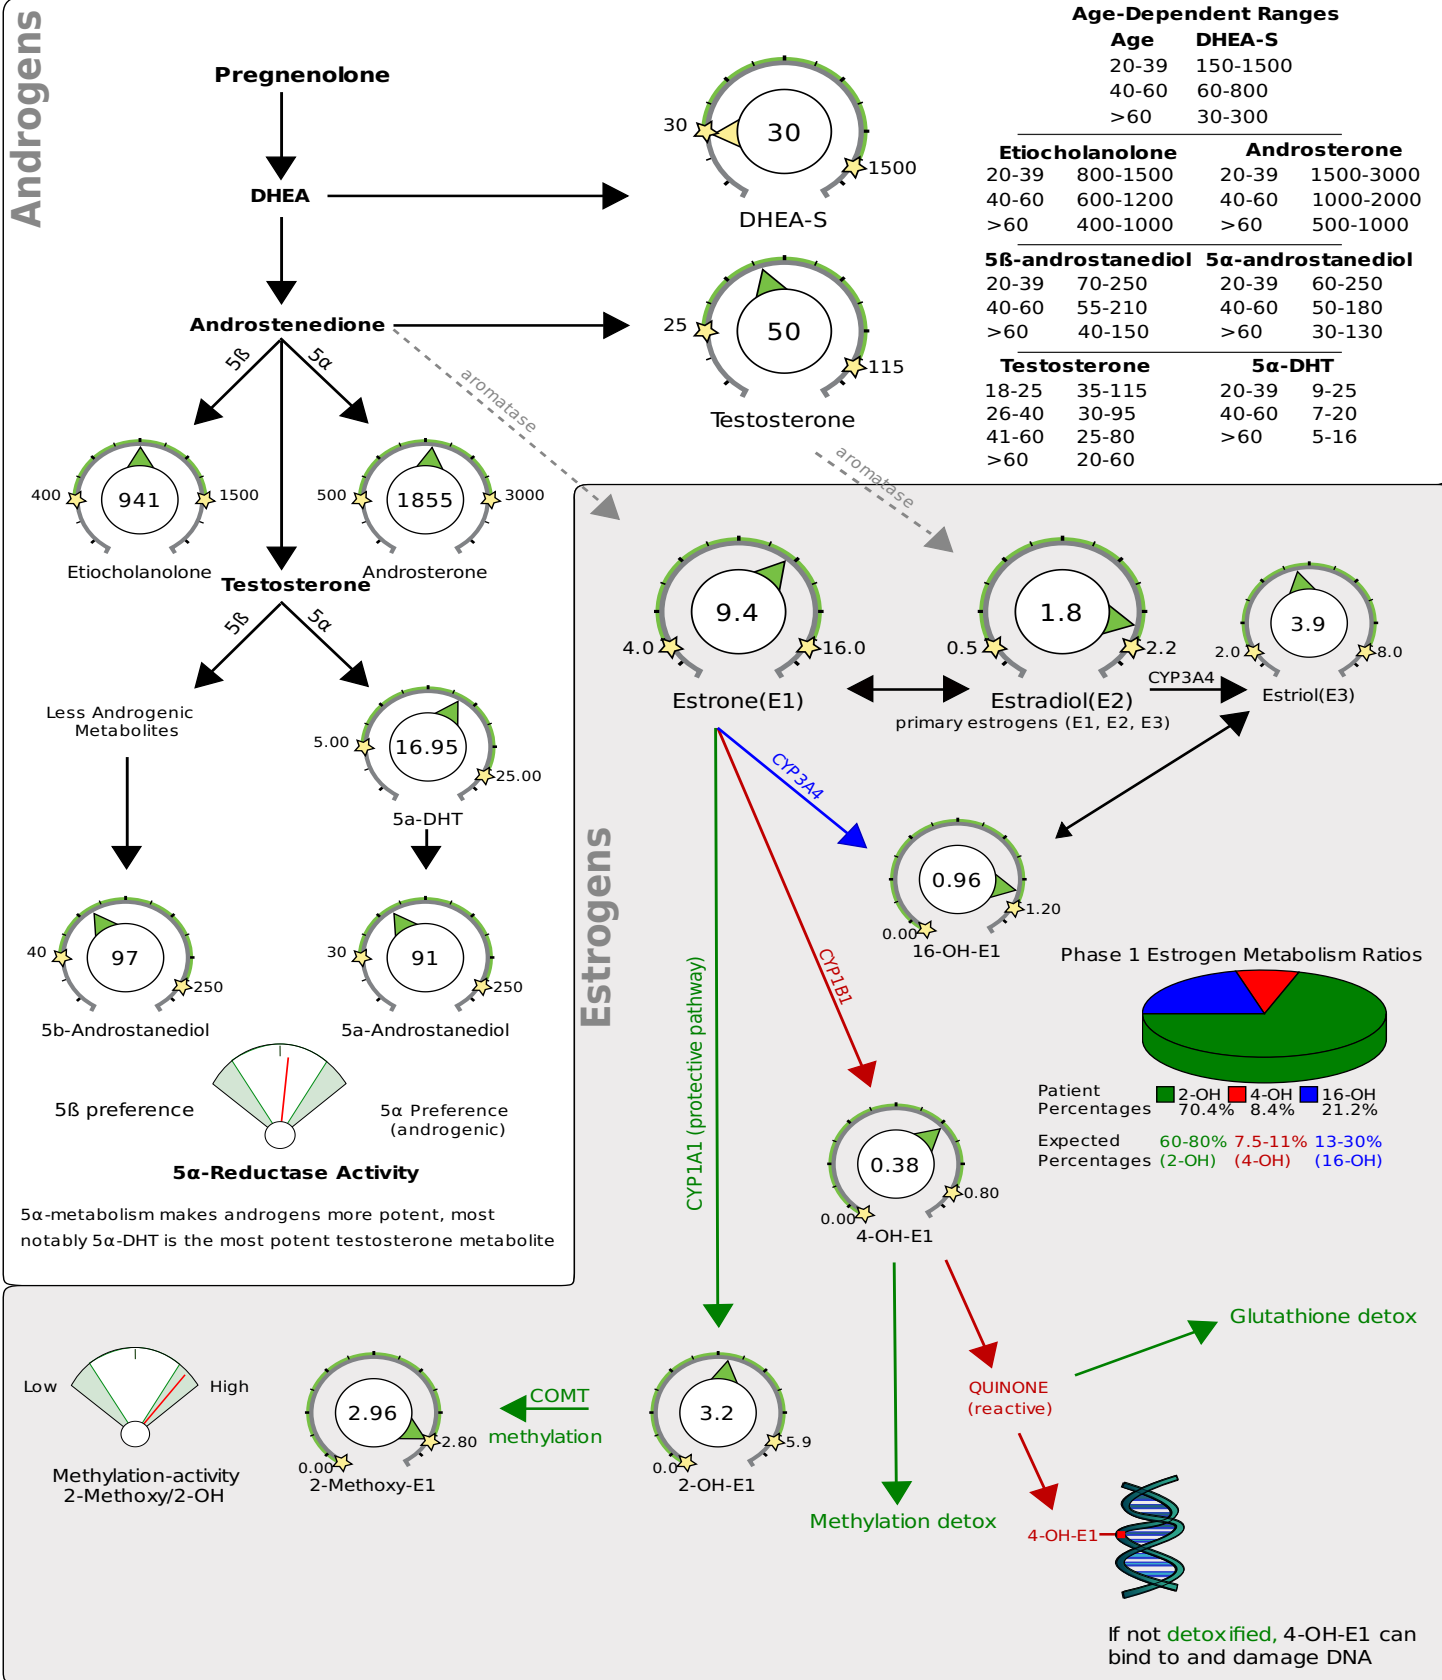 Androgens
Pregnenolone
DHEA
Androstenedione
5ß
5α
aromatase
30
30
1500
DHEA-S
25
50
115
Testosterone
aromatase
Age-Dependent Ranges
Age DHEA-S
20-39 150-1500
40-60 60-800
>60 30-300
Etiocholanolone Androsterone
20-39 800-1500 20-39 1500-3000
40-60 600-1200 40-60 1000-2000
>60 400-1000 >60 500-1000
5ß-androstanediol 5α-androstanediol
20-39 70-250 20-39 60-250
40-60 55-210 40-60 50-180
>60 40-150 >60 30-130
Testosterone 5α-DHT
18-25 35-115 20-39 9-25
26-40 30-95 40-60 7-20
41-60 25-80 >60 5-16
>60 20-60
400
941
1500
Etiocholanolone
500
1855
3000
Androsterone
Testosterone
5ß
5α
Less Androgenic
Metabolites
5.00
16.95
25.00
5a-DHT
40
97
250
5b-Androstanediol
30
91
250
5a-Androstanediol
5ß preference
5α Preference
(androgenic)
5α-Reductase Activity
5α-metabolism makes androgens more potent, most
notably 5α-DHT is the most potent testosterone metabolite
Estrogens
4.0
9.4
16.0
Estrone(E1)
0.5
1.8
2.2
Estradiol(E2)
CYP3A4
2.0
3.9
8.0
Estriol(E3)
primary estrogens (E1, E2, E3)
CYP3A4
0.00
0.96
1.20
16-OH-E1
CYP1B1
CYP1A1 (protective pathway)
Phase 1 Estrogen Metabolism Ratios
Patient
Percentages
2-OH 4-OH 16-OH
70.4% 8.4% 21.2%
Expected 60-80% 7.5-11% 13-30%
Percentages (2-OH) (4-OH) (16-OH)
0.00
0.38
0.80
4-OH-E1
Glutathione detox
QUINONE
(reactive)
Low
High
Methylation-activity
2-Methoxy/2-OH
0.00
2.96
2.80
2-Methoxy-E1
COMT
methylation
0.0
3.2
5.9
2-OH-E1
Methylation detox
4-OH-E1
If not detoxified, 4-OH-E1 can
bind to and damage DNA